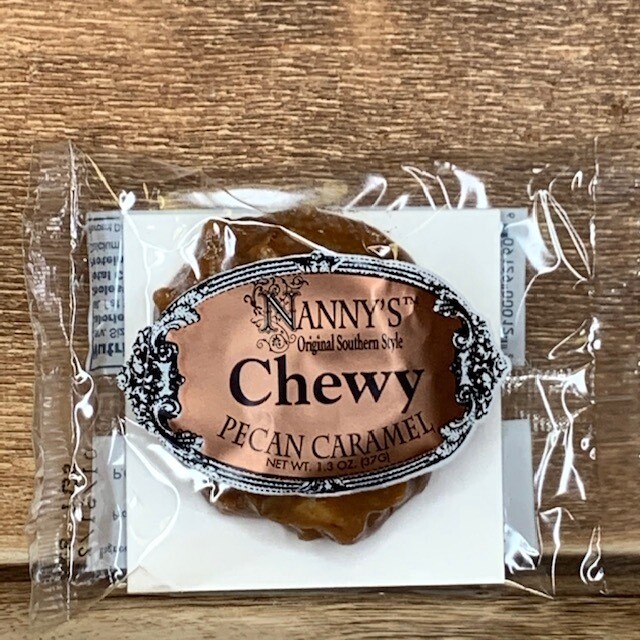 NANNY'S™
Original Southern Style
Chewy
PECAN CARAMEL
NET WT. 1.3 OZ. (37G)